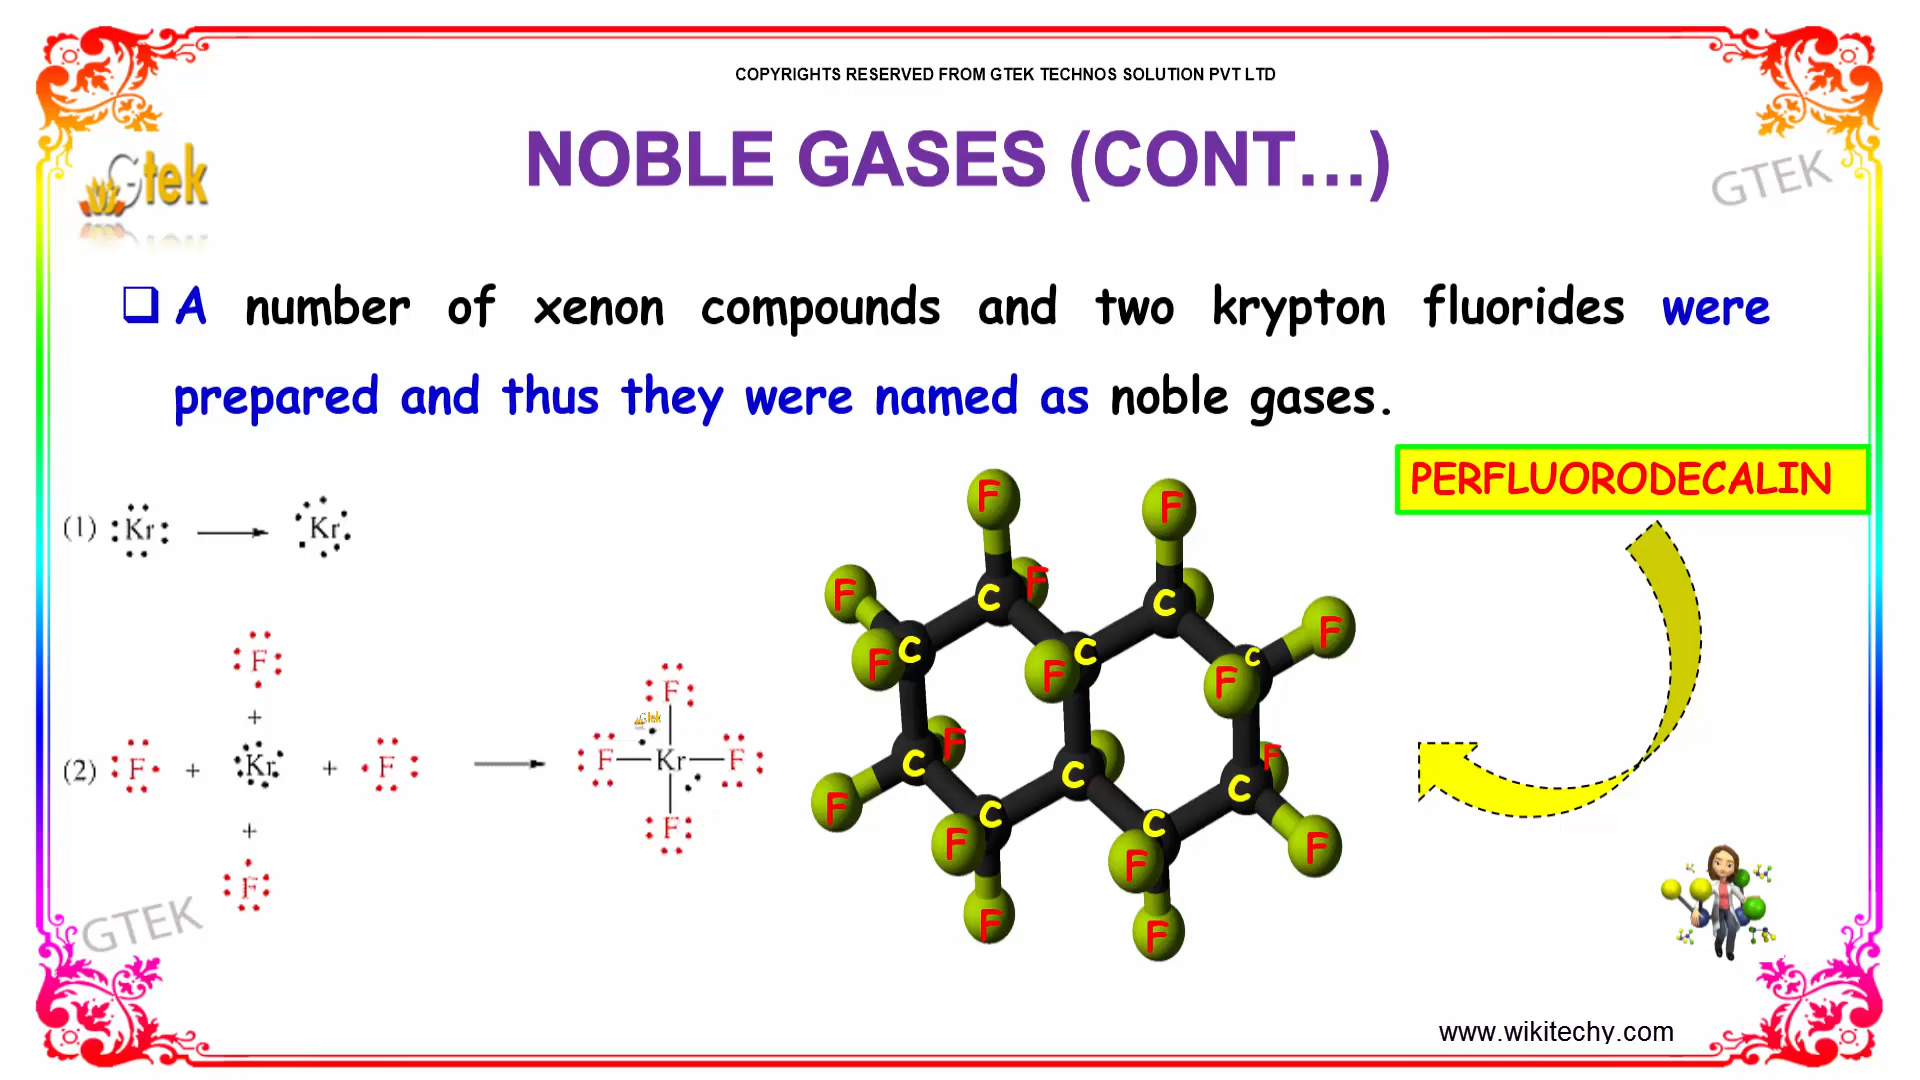 COPYRIGHTS RESERVED FROM GTEK TECHNOS SOLUTION PVT LTD
Gtek
NOBLE GASES (CONT...)
GTEK
❑ A number of xenon compounds and two krypton fluorides were
prepared and thus they were named as noble gases.
PERFLUORODECALIN
(1) Kr → Kr
F
+
(2) F + Kr + F →
+
F
F
Gtek
F Kr F
F
F F
F F
C C
F C C F
F F C F
F F
C C C F
F C C F
F F F
F F
GTEK
www.wikitechy.com